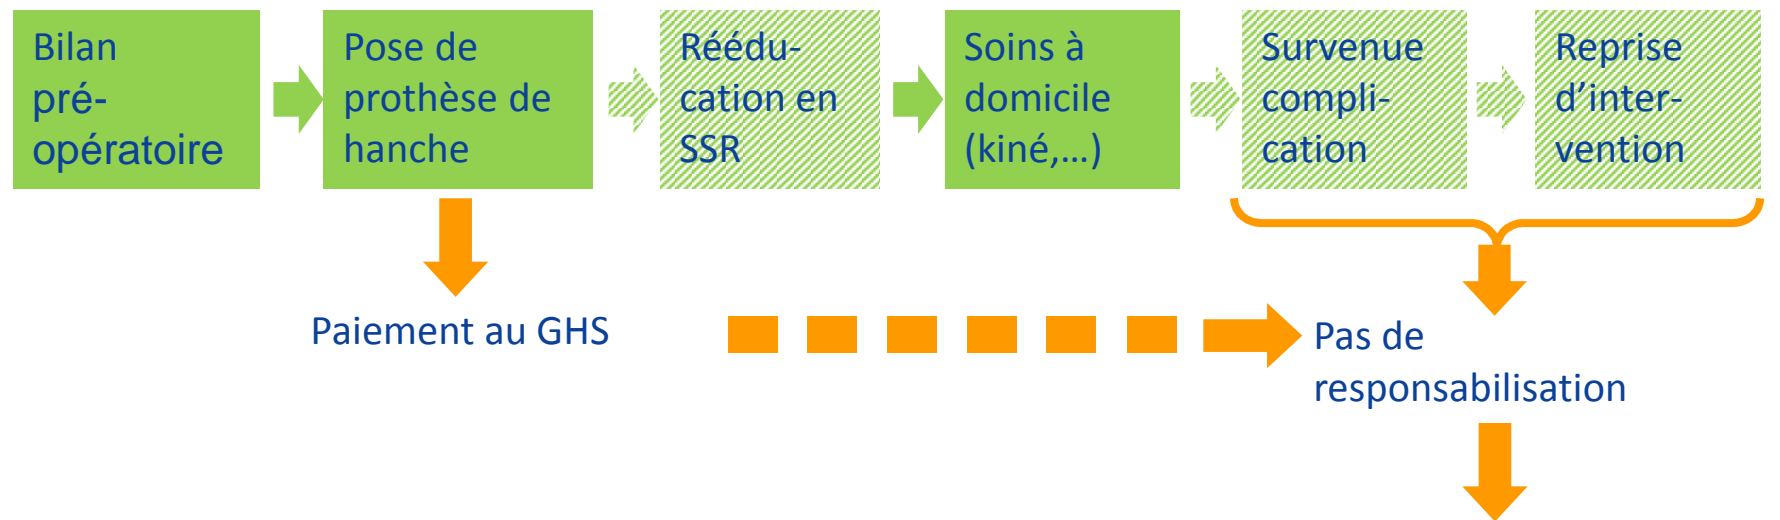 Bilan
pré-
opératoire
Pose de
prothèse de
hanche
Réédu-
cation en
SSR
Soins à
domicile
(kiné,…)
Survenue
compli-
cation
Reprise
d’inter-
vention
Paiement au GHS
Pas de
responsabilisation